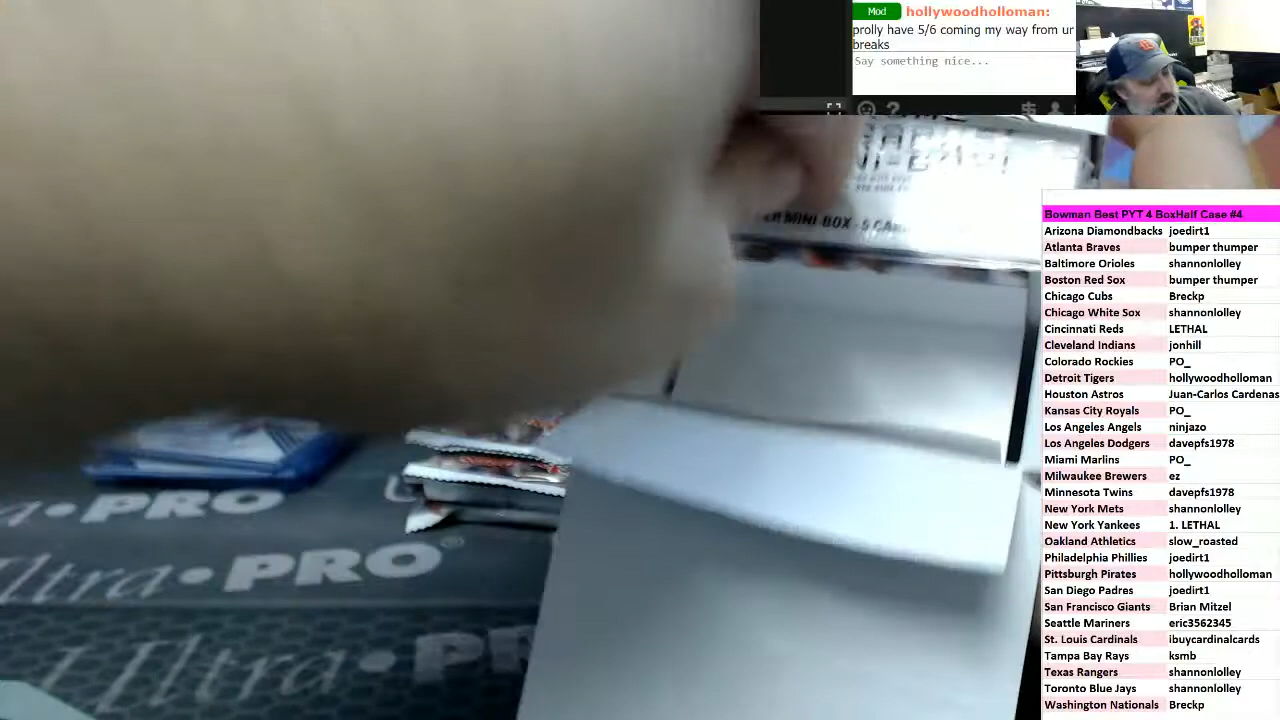 Mod hollywoodholloman:
prolly have 5/6 coming my way from ur
breaks
Say something nice...
MINI BOX - 5 CAR
Bowman Best PYT 4 BoxHalf Case #4
Arizona Diamondbacks joedirt1
Atlanta Braves bumper thumper
Baltimore Orioles shannonlolley
Boston Red Sox bumper thumper
Chicago Cubs Breckp
Chicago White Sox shannonlolley
Cincinnati Reds LETHAL
Cleveland Indians jonhill
Colorado Rockies PO_
Detroit Tigers hollywoodholloman
Houston Astros Juan-Carlos Cardenas
Kansas City Royals PO_
Los Angeles Angels ninjazo
Los Angeles Dodgers davepfs1978
Miami Marlins PO_
Milwaukee Brewers ez
Minnesota Twins davepfs1978
New York Mets shannonlolley
New York Yankees 1. LETHAL
Oakland Athletics slow_roasted
Philadelphia Phillies joedirt1
Pittsburgh Pirates hollywoodholloman
San Diego Padres joedirt1
San Francisco Giants Brian Mitzel
Seattle Mariners eric3562345
St. Louis Cardinals ibuycardinalcards
Tampa Bay Rays ksmb
Texas Rangers shannonlolley
Toronto Blue Jays shannonlolley
Washington Nationals Breckp
a•PRO U
ltra•PRO®
Ultra•PR